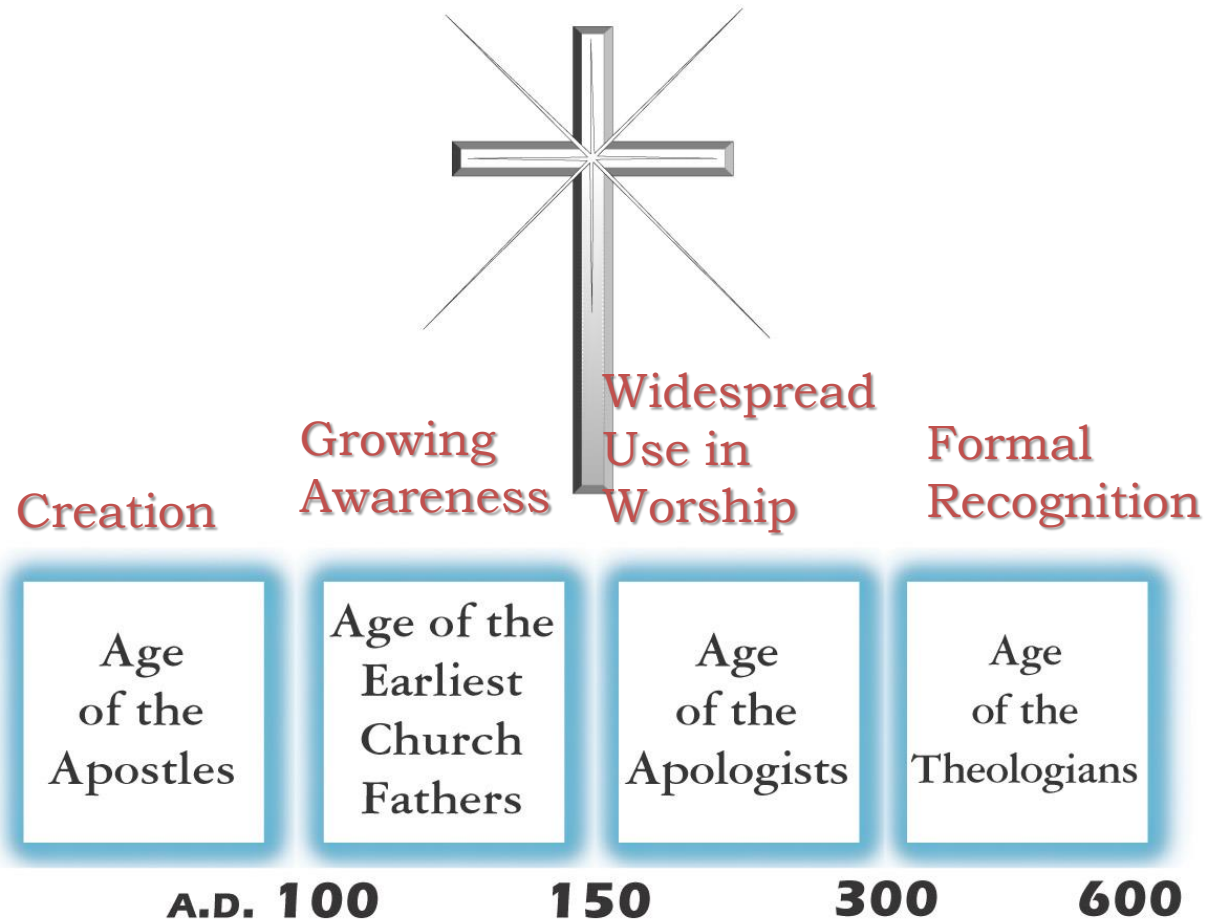 Creation
Growing
Awareness
Widespread
Use in
Worship
Formal
Recognition
Age
of the
Apostles
Age of the
Earliest
Church
Fathers
Age
of the
Apologists
Age
of the
Theologians
A.D. 100 150 300 600